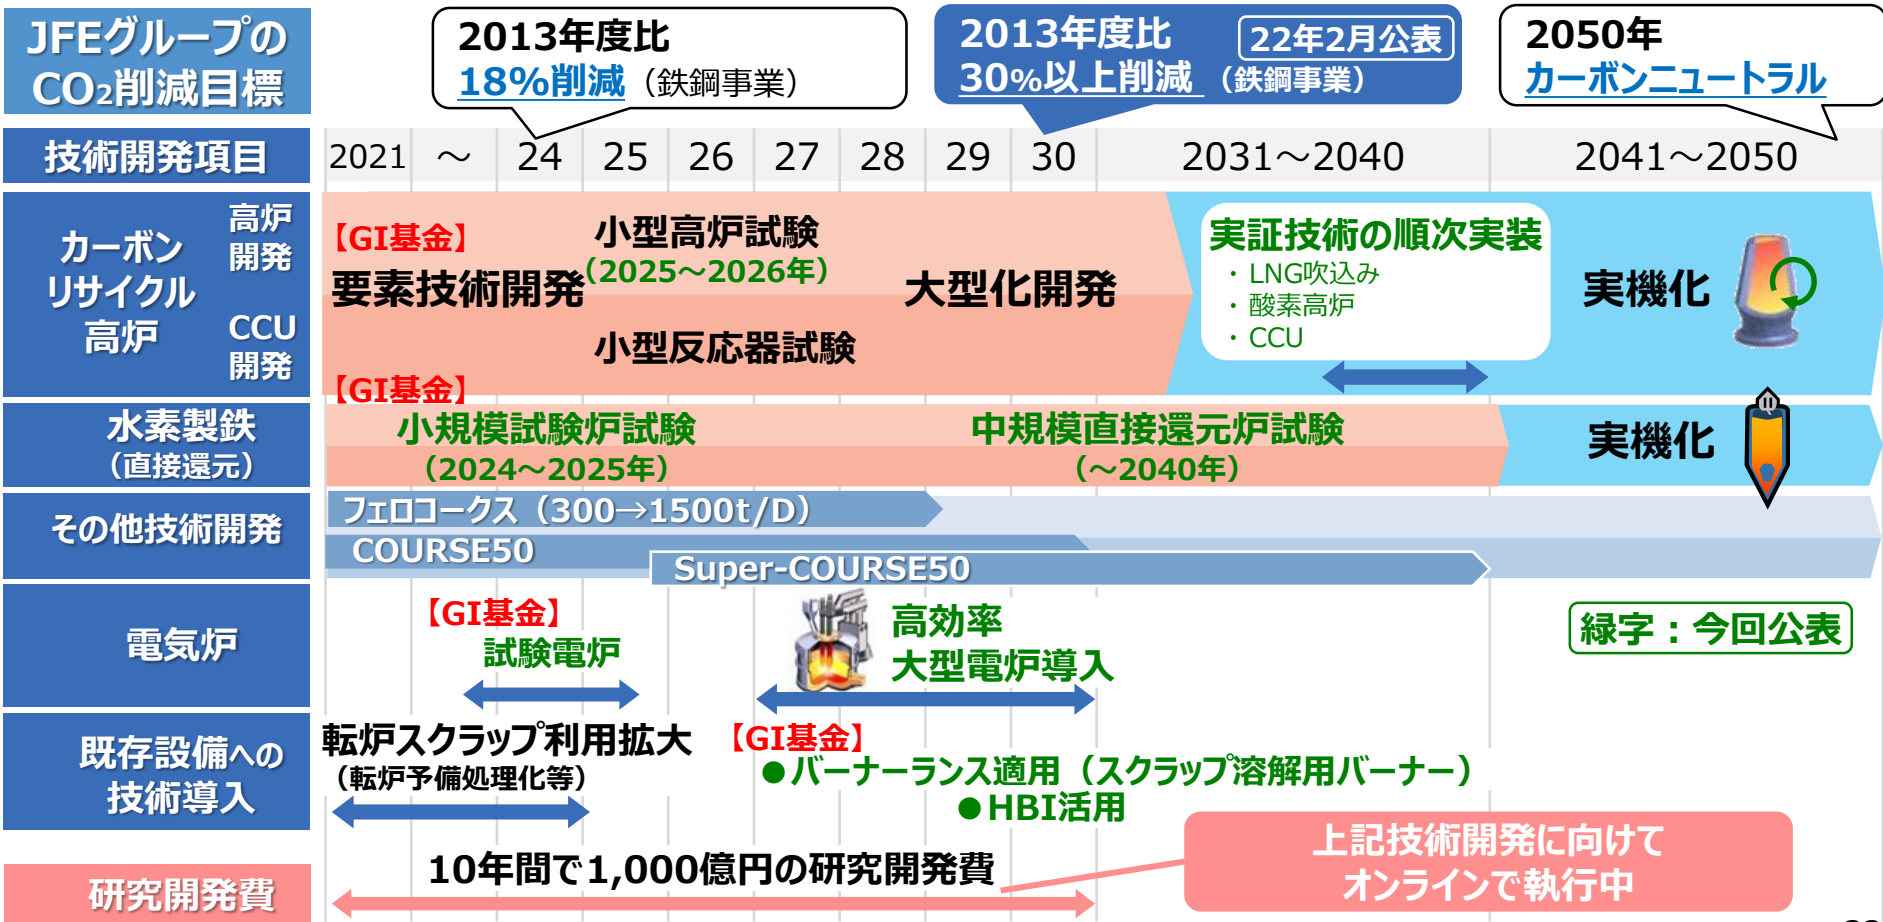 JFEグループの
CO₂削減目標
2013年度比
18%削減（鉄鋼事業）
2013年度比
22年2月公表
30%以上削減（鉄鋼事業）
2050年
カーボンニュートラル
技術開発項目
2021 ～ 24 25 26 27 28 29 30 2031～2040 2041～2050
カーボン
リサイクル
高炉
高炉
開発
CCU
開発
【GI基金】
要素技術開発
小型高炉試験
（2025～2026年）
小型反応器試験
大型化開発
【GI基金】
実証技術の順次実装
・LNG吹込み
・酸素高炉
・CCU
実機化
水素製鉄
（直接還元）
小規模試験炉試験
（2024～2025年）
中規模直接還元炉試験
（～2040年）
実機化
その他技術開発
フェロコークス（300→1500t/D）
COURSE50
Super-COURSE50
電気炉
【GI基金】
試験電炉
高効率
大型電炉導入
緑字：今回公表
既存設備への
技術導入
転炉スクラップ利用拡大
（転炉予備処理化等）
【GI基金】
●バーナーランス適用（スクラップ溶解用バーナー）
●HBI活用
研究開発費
10年間で1,000億円の研究開発費
上記技術開発に向けて
オンラインで執行中